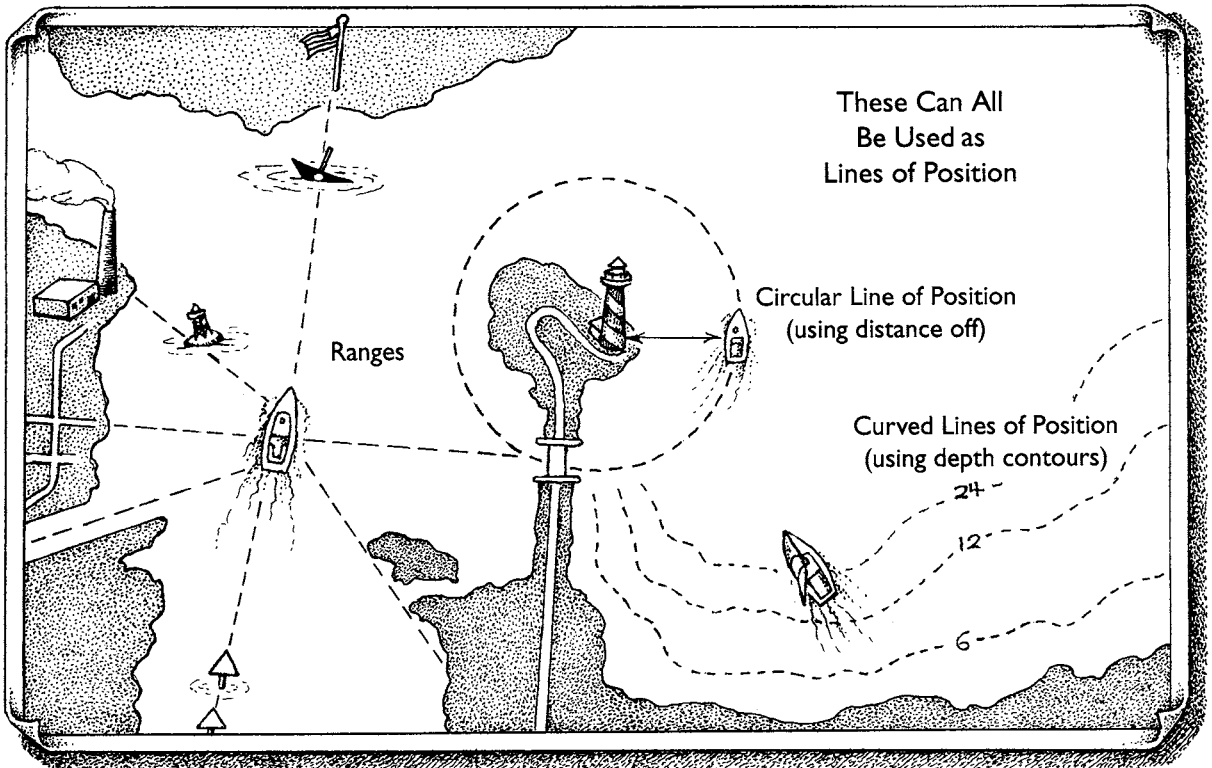 These Can All
Be Used as
Lines of Position
Circular Line of Position
(using distance off)
Ranges
Curved Lines of Position
(using depth contours)
24
12
6